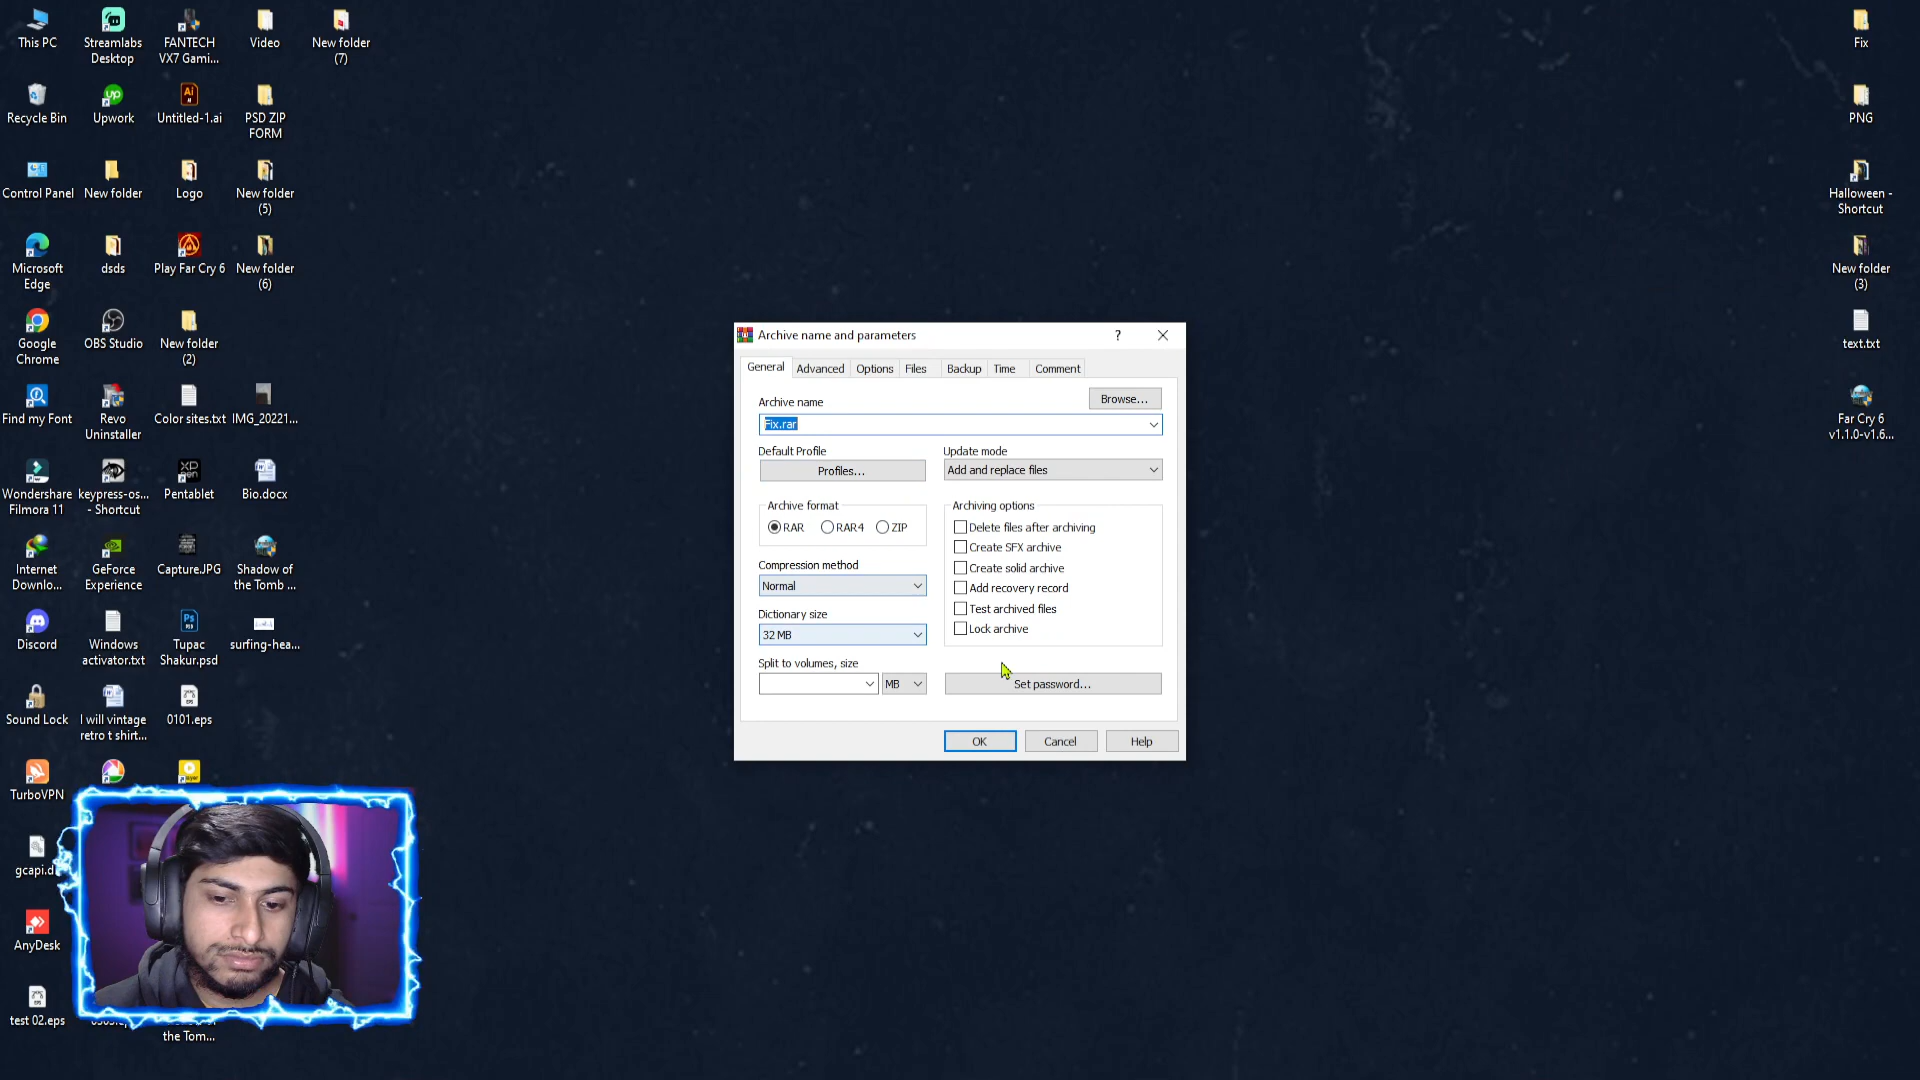 This PC
Streamlabs
Desktop
FANTECH
VX7 Gami...
Video
New folder
(7)
Fix
Recycle Bin
Upwork
Untitled-1.ai
PSD ZIP
FORM
PNG
Control Panel
New folder
Logo
New folder
(5)
Halloween -
Shortcut
Microsoft
Edge
dsds
Play Far Cry 6
New folder
(6)
New folder
(3)
Google
Chrome
OBS Studio
New folder
(2)
text.txt
Find my Font
Revo
Uninstaller
Color sites.txt
IMG_20221...
Far Cry 6
v1.1.0-v1.6...
Wondershare
Filmora 11
keypress-os...
- Shortcut
Pentablet
Bio.docx
Internet
Downlo...
GeForce
Experience
Capture.JPG
Shadow of
the Tomb ...
Discord
Windows
activator.txt
Tupac
Shakur.psd
surfing-hea...
Sound Lock
I will vintage
retro t shirt...
0101.eps
TurboVPN
gcapi.d
AnyDesk
test 02.eps
the Tom...
Archive name and parameters
?
General
Advanced
Options
Files
Backup
Time
Comment
Archive name
Browse...
Fix.rar
Default Profile
Profiles...
Update mode
Add and replace files
Archive format
RAR
RAR4
ZIP
Compression method
Normal
Dictionary size
32 MB
Split to volumes, size
MB
Archiving options
Delete files after archiving
Create SFX archive
Create solid archive
Add recovery record
Test archived files
Lock archive
Set password...
OK
Cancel
Help